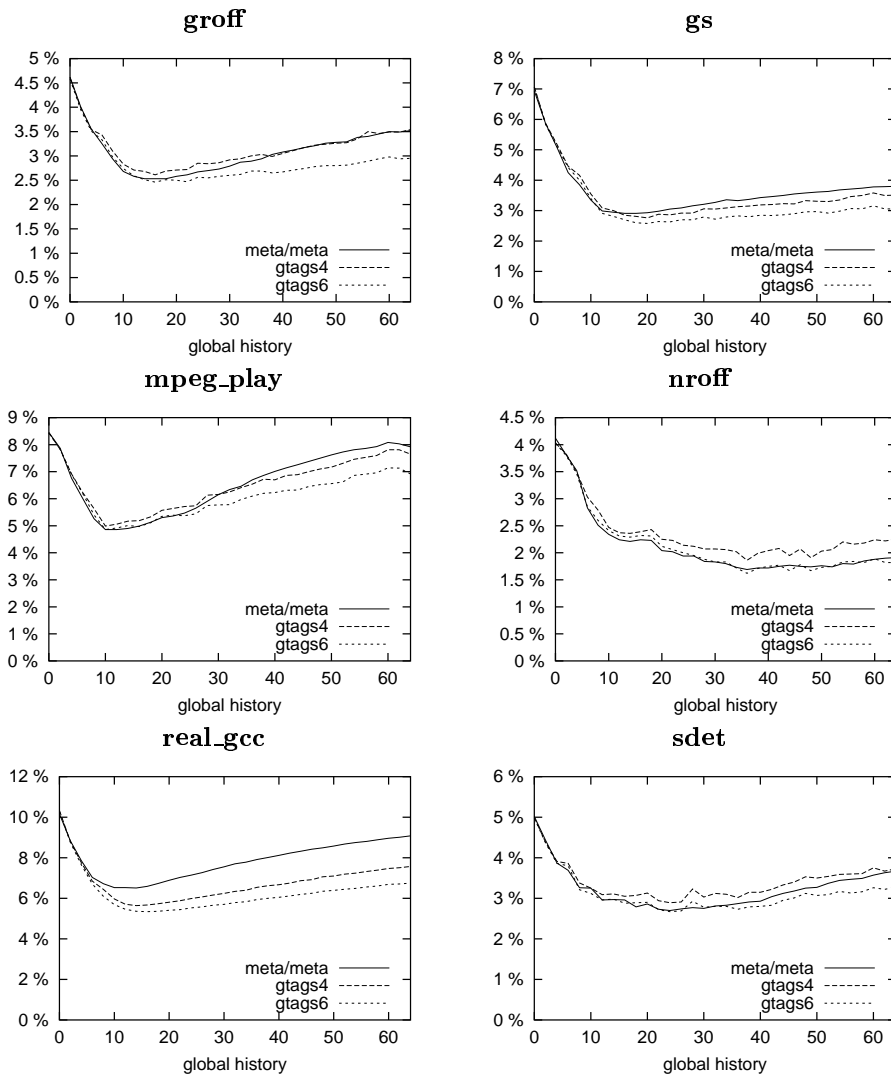 groff
5 %
4.5 %
4 %
3.5 %
3 %
2.5 %
2 %
1.5 %
1 %
0.5 %
0 %
meta/meta
gtags4
gtags6
0 10 20 30 40 50 60
global history
gs
8 %
7 %
6 %
5 %
4 %
3 %
2 %
1 %
0 %
meta/meta
gtags4
gtags6
0 10 20 30 40 50 60
global history
mpeg_play
9 %
8 %
7 %
6 %
5 %
4 %
3 %
2 %
1 %
0 %
meta/meta
gtags4
gtags6
0 10 20 30 40 50 60
global history
nroff
4.5 %
4 %
3.5 %
3 %
2.5 %
2 %
1.5 %
1 %
0.5 %
0 %
meta/meta
gtags4
gtags6
0 10 20 30 40 50 60
global history
real_gcc
12 %
10 %
8 %
6 %
4 %
2 %
0 %
meta/meta
gtags4
gtags6
0 10 20 30 40 50 60
global history
sdet
6 %
5 %
4 %
3 %
2 %
1 %
0 %
meta/meta
gtags4
gtags6
0 10 20 30 40 50 60
global history